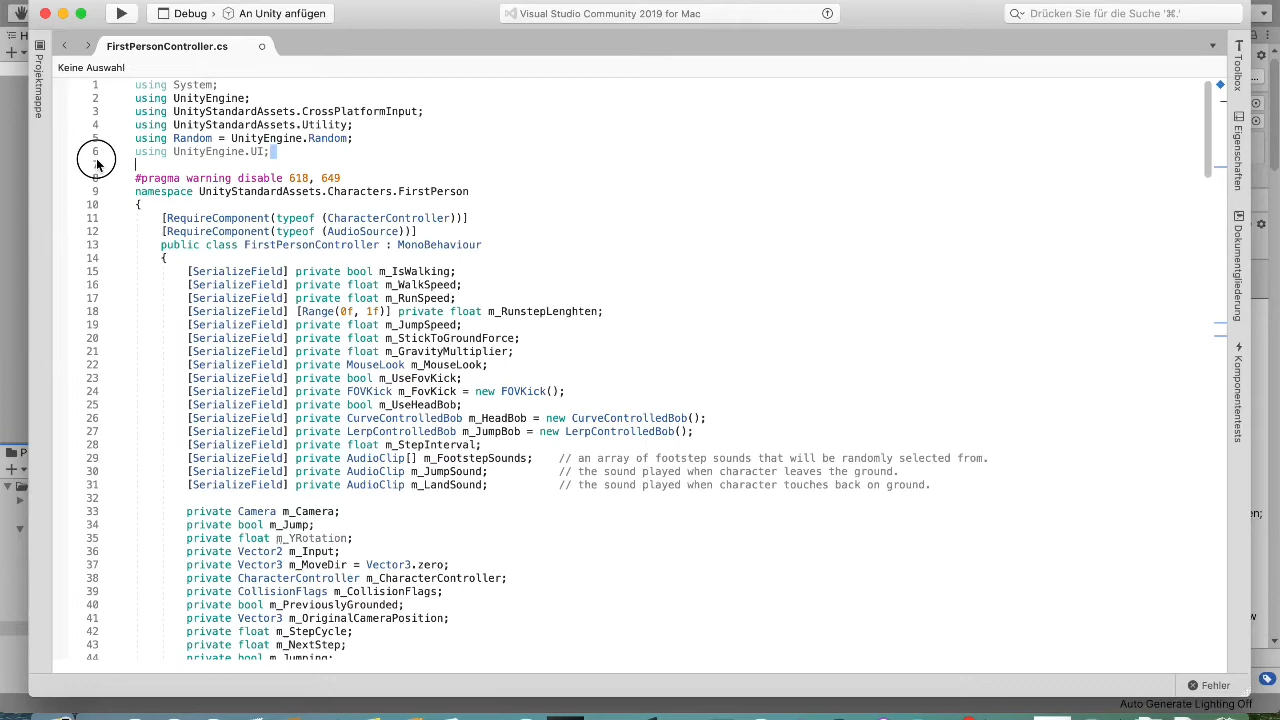 Debug › An Unity anfügen
Visual Studio Community 2019 for Mac
Drücken Sie für die Suche '⌘.'
FirstPersonController.cs
Keine Auswahl
Projektmappe
Toolbox
Eigenschaften
Dokumentgliederung
Komponententests
1 using System;
2 using UnityEngine;
3 using UnityStandardAssets.CrossPlatformInput;
4 using UnityStandardAssets.Utility;
5 using Random = UnityEngine.Random;
6 using UnityEngine.UI;
7
8 #pragma warning disable 618, 649
9 namespace UnityStandardAssets.Characters.FirstPerson
10 {
11 [RequireComponent(typeof (CharacterController))]
12 [RequireComponent(typeof (AudioSource))]
13 public class FirstPersonController : MonoBehaviour
14 {
15 [SerializeField] private bool m_IsWalking;
16 [SerializeField] private float m_WalkSpeed;
17 [SerializeField] private float m_RunSpeed;
18 [SerializeField] [Range(0f, 1f)] private float m_RunstepLenghten;
19 [SerializeField] private float m_JumpSpeed;
20 [SerializeField] private float m_StickToGroundForce;
21 [SerializeField] private float m_GravityMultiplier;
22 [SerializeField] private MouseLook m_MouseLook;
23 [SerializeField] private bool m_UseFovKick;
24 [SerializeField] private FOVKick m_FovKick = new FOVKick();
25 [SerializeField] private bool m_UseHeadBob;
26 [SerializeField] private CurveControlledBob m_HeadBob = new CurveControlledBob();
27 [SerializeField] private LerpControlledBob m_JumpBob = new LerpControlledBob();
28 [SerializeField] private float m_StepInterval;
29 [SerializeField] private AudioClip[] m_FootstepSounds; // an array of footstep sounds that will be randomly selected from.
30 [SerializeField] private AudioClip m_JumpSound; // the sound played when character leaves the ground.
31 [SerializeField] private AudioClip m_LandSound; // the sound played when character touches back on ground.
32
33 private Camera m_Camera;
34 private bool m_Jump;
35 private float m_YRotation;
36 private Vector2 m_Input;
37 private Vector3 m_MoveDir = Vector3.zero;
38 private CharacterController m_CharacterController;
39 private CollisionFlags m_CollisionFlags;
40 private bool m_PreviouslyGrounded;
41 private Vector3 m_OriginalCameraPosition;
42 private float m_StepCycle;
43 private float m_NextStep;
44 private bool m_Jumping;
Fehler
Auto Generate Lighting Off